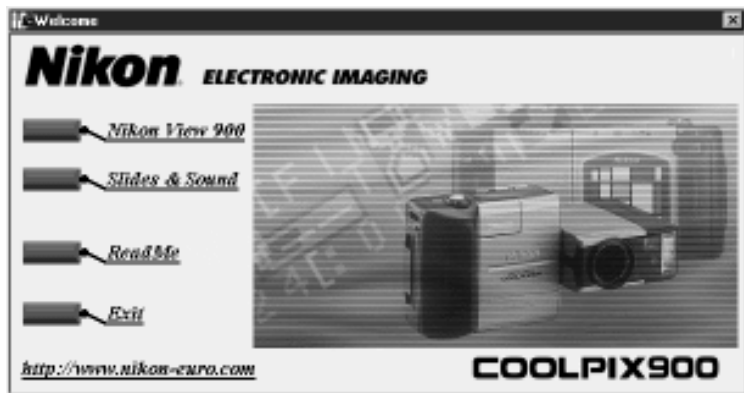 Welcome
Nikon ELECTRONIC IMAGING
Nikon View 900
Slides & Sound
ReadMe
Exit
http://www.nikon-euro.com
COOLPIX900